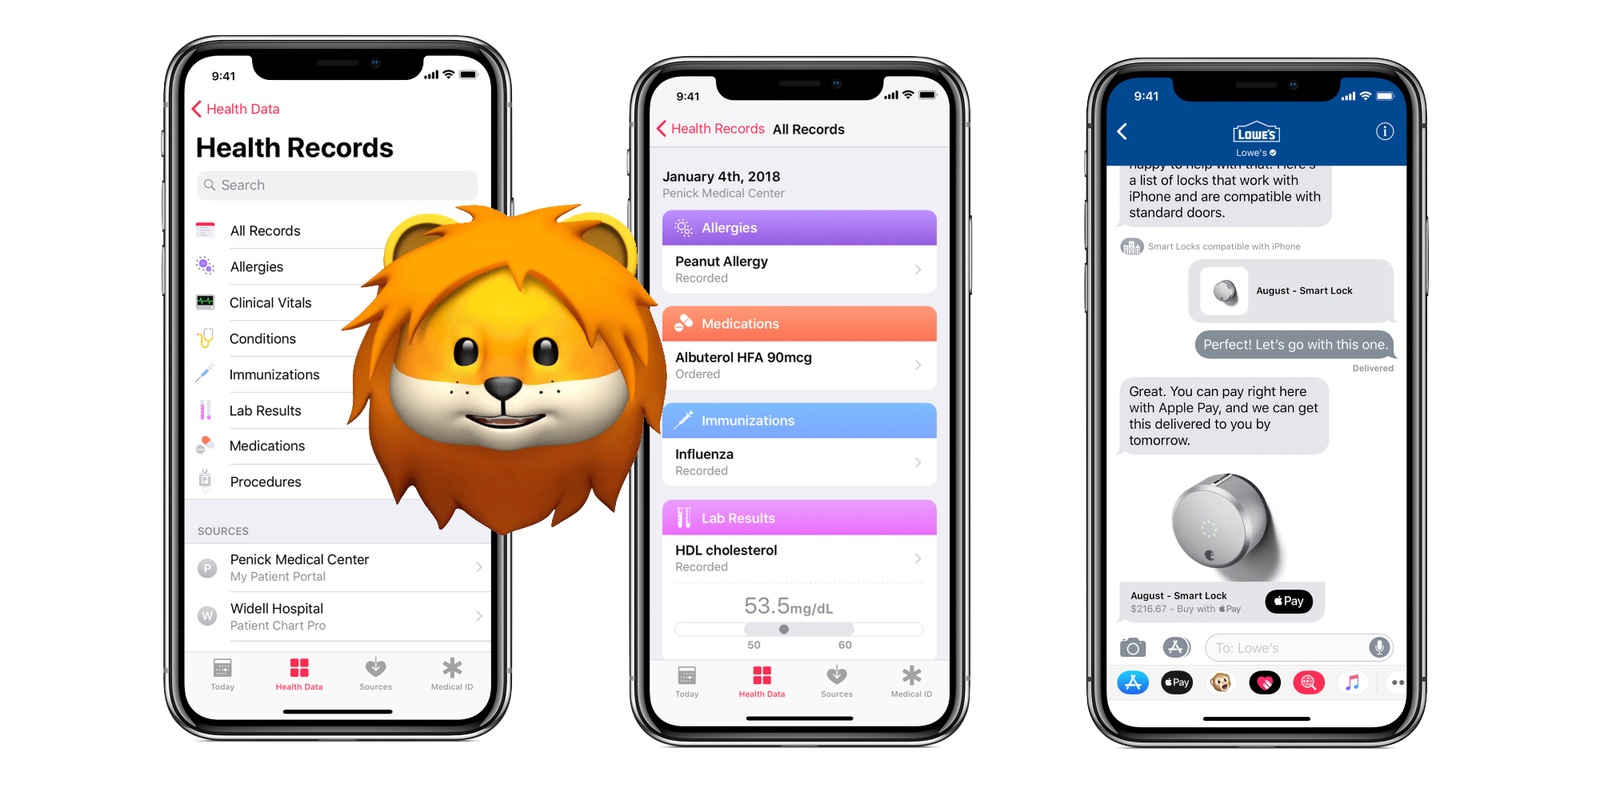 9:41
Health Data
Health Records
Search
All Records
Allergies
Clinical Vitals
Conditions
Immunizations
Lab Results
Medications
Procedures
SOURCES
P
Penick Medical Center
My Patient Portal
W
Widell Hospital
Patient Chart Pro
Today
Health Data
Sources
Medical ID
9:41
Health Records
All Records
January 4th, 2018
Penick Medical Center
Allergies
Peanut Allergy
Recorded
Medications
Albuterol HFA 90mcg
Ordered
Immunizations
Influenza
Recorded
Lab Results
HDL cholesterol
Recorded
53.5mg/dL
50 60
Today
Health Data
Sources
Medical ID
9:41
LOWE'S
Lowe's
happy to help with that. Here's
a list of locks that work with
iPhone and are compatible with
standard doors.
Smart Locks compatible with iPhone
August - Smart Lock
Perfect! Let's go with this one.
Delivered
Great. You can pay right here
with Apple Pay, and we can get
this delivered to you by
tomorrow.
August - Smart Lock
$216.67 - Buy with Pay
Pay
To: Lowe's
Pay